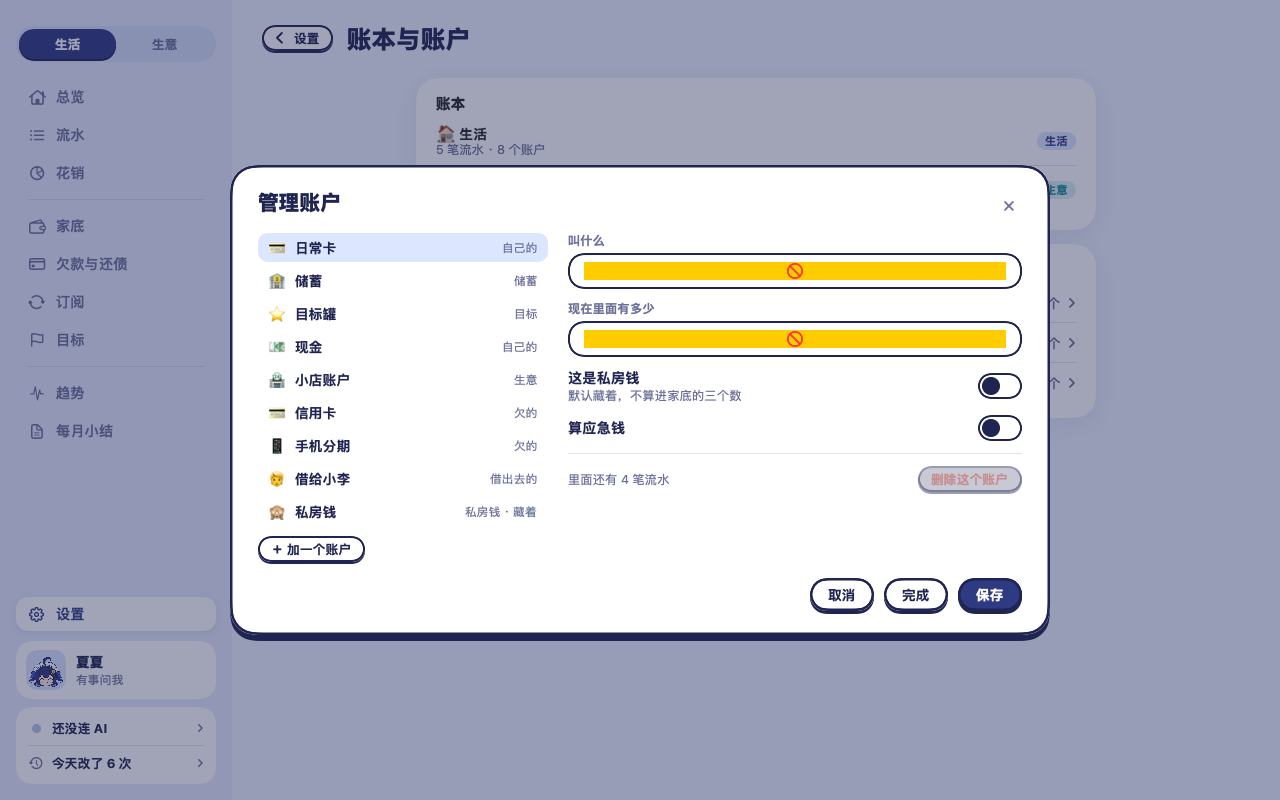 生活
生意
总览
流水
花销
家底
欠款与还债
订阅
目标
趋势
每月小结
设置
夏夏
有事问我
还没连 AI
今天改了 6 次
设置
账本与账户
账本
🏠 生活
5 笔流水 · 8 个账户
生活
生意
个
个
个
管理账户
×
日常卡 自己的
储蓄 储蓄
目标罐 目标
现金 自己的
小店账户 生意
信用卡 欠的
手机分期 欠的
借给小李 借出去的
私房钱 私房钱 · 藏着
+ 加一个账户
叫什么
现在里面有多少
这是私房钱
默认藏着，不算进家底的三个数
算应急钱
里面还有 4 笔流水
删除这个账户
取消
完成
保存